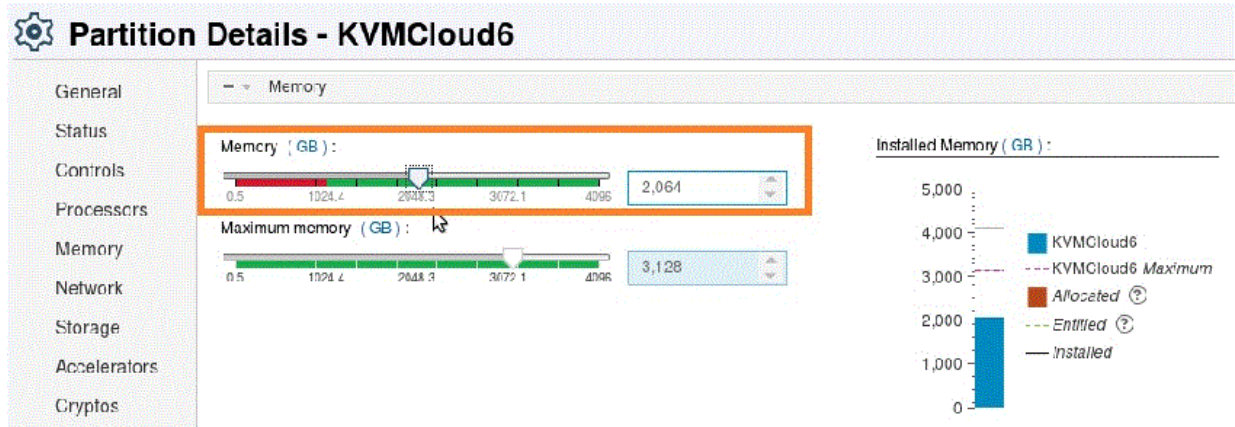 Partition Details - KVMCloud6
General
Status
Controls
Processors
Memory
Network
Storage
Accelerators
Cryptos
Memory
Memory ( GB ) :
0.5 1024.4 2048.3 3072.1 4096
2,064
Maximum memory ( GB ) :
0.5 1024.4 2048.3 3072.1 4096
3,128
Installed Memory ( GB ) :
5,000
4,000
3,000
2,000
1,000
0
KVMCloud6
KVMCloud6 Maximum
Allocated ?
Entitled ?
Installed